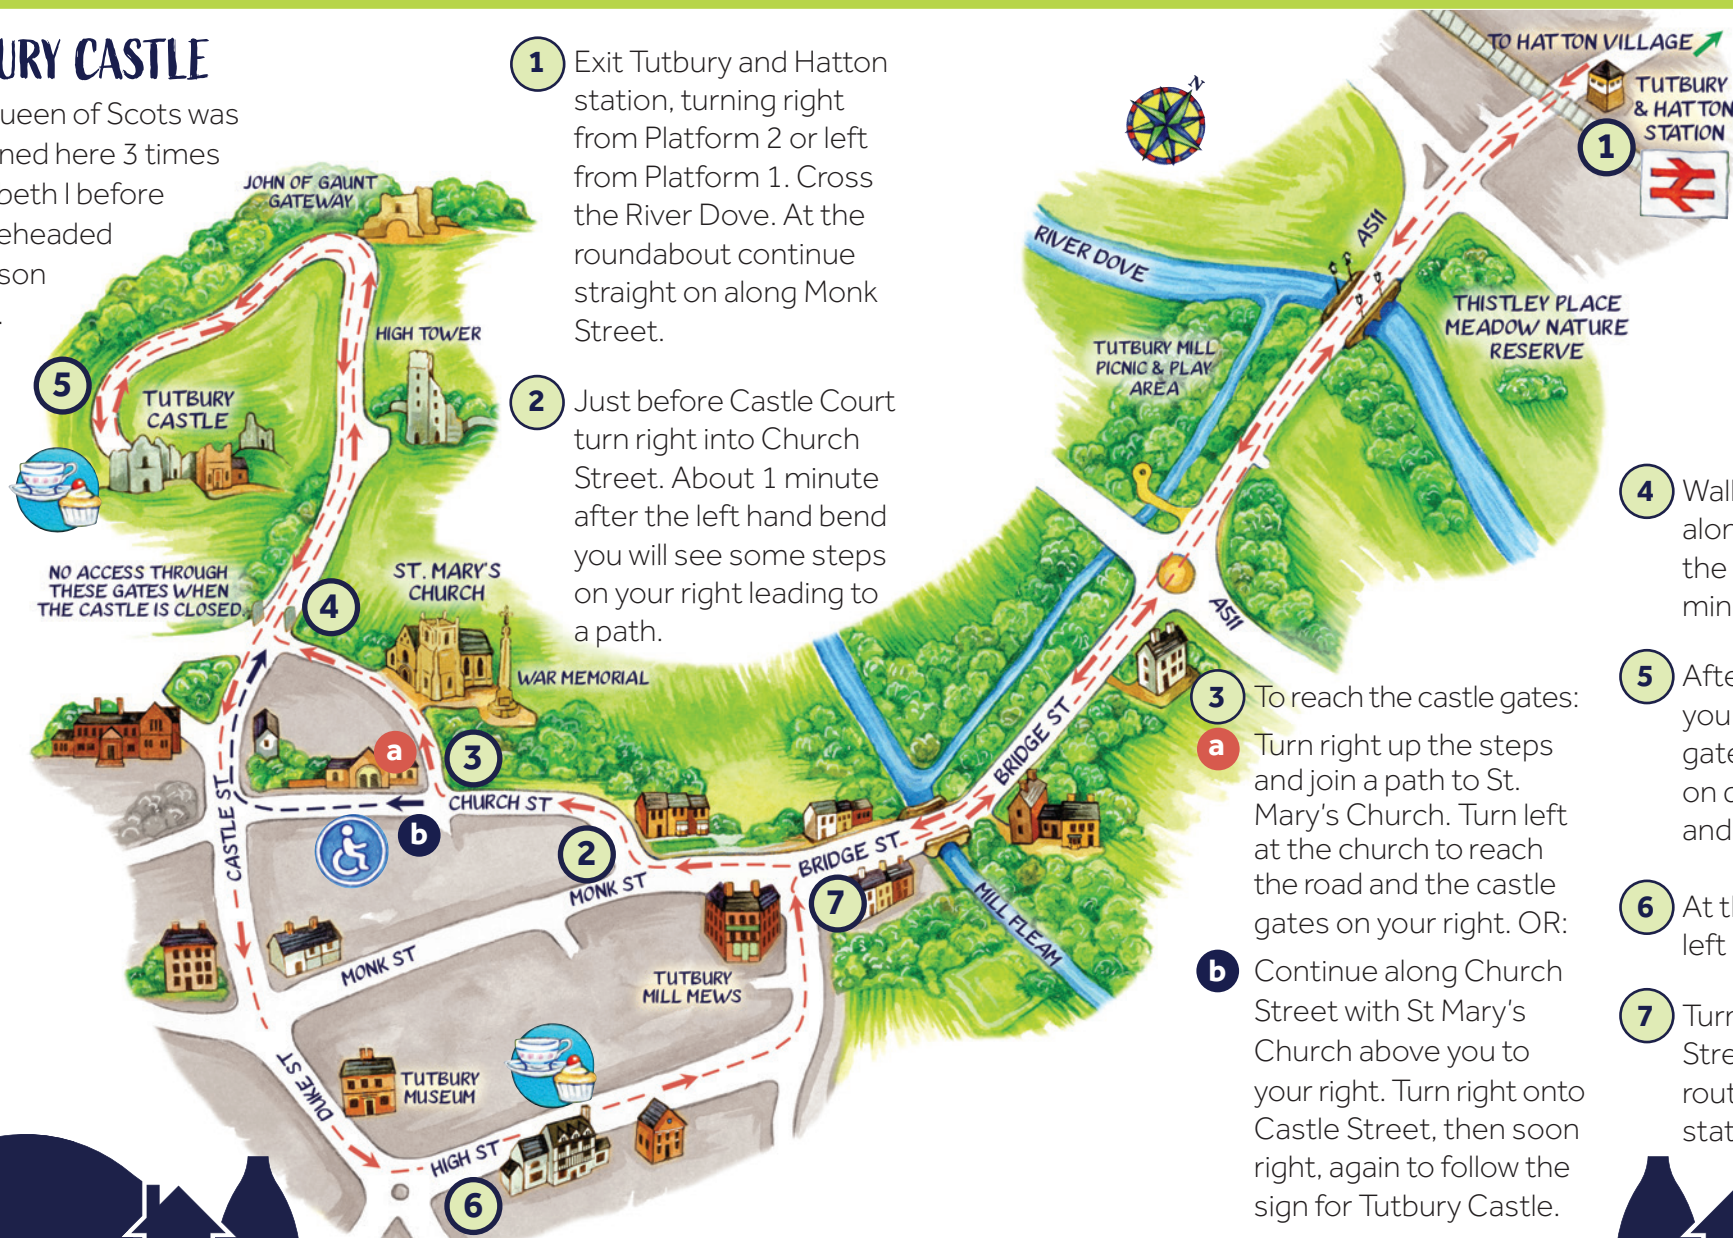 URY CASTLE
ueen of Scots was
ned here 3 times
beth I before
eheaded
son
.
1 Exit Tutbury and Hatton
station, turning right
from Platform 2 or left
from Platform 1. Cross
the River Dove. At the
roundabout continue
straight on along Monk
Street.
2 Just before Castle Court
turn right into Church
Street. About 1 minute
after the left hand bend
you will see some steps
on your right leading to
a path.
3 To reach the castle gates:
a Turn right up the steps
and join a path to St.
Mary's Church. Turn left
at the church to reach
the road and the castle
gates on your right. OR:
b Continue along Church
Street with St Mary's
Church above you to
your right. Turn right onto
Castle Street, then soon
right, again to follow the
sign for Tutbury Castle.
4 Wal
alon
the
min
5 Afte
you
gate
on c
and
6 At th
left
7 Turn
Stre
rout
stat
N
TO HATTON VILLAGE
TUTBURY
& HATTON
STATION
1
A511
RIVER DOVE
THISTLEY PLACE
MEADOW NATURE
RESERVE
TUTBURY MILL
PICNIC & PLAY
AREA
A511
BRIDGE ST
BRIDGE ST
MILL FLEAM
7
JOHN OF GAUNT
GATEWAY
HIGH TOWER
5
TUTBURY
CASTLE
NO ACCESS THROUGH
THESE GATES WHEN
THE CASTLE IS CLOSED
4
ST. MARY'S
CHURCH
WAR MEMORIAL
a
3
CHURCH ST
b
2
MONK ST
CASTLE ST
MONK ST
TUTBURY
MILL MEWS
DUKE ST
TUTBURY
MUSEUM
HIGH ST
6